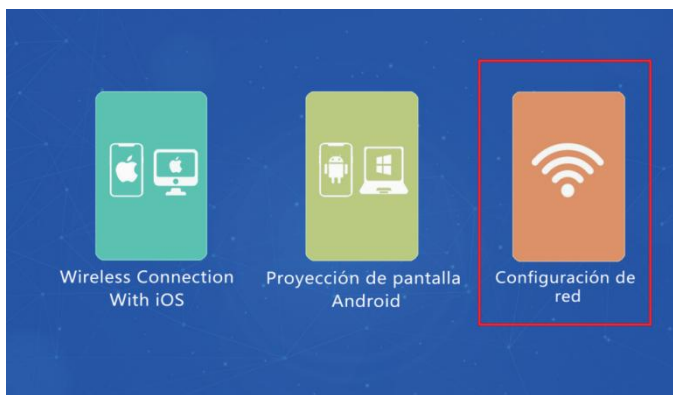 Wireless Connection
With iOS
Proyección de pantalla
Android
Configuración de
red